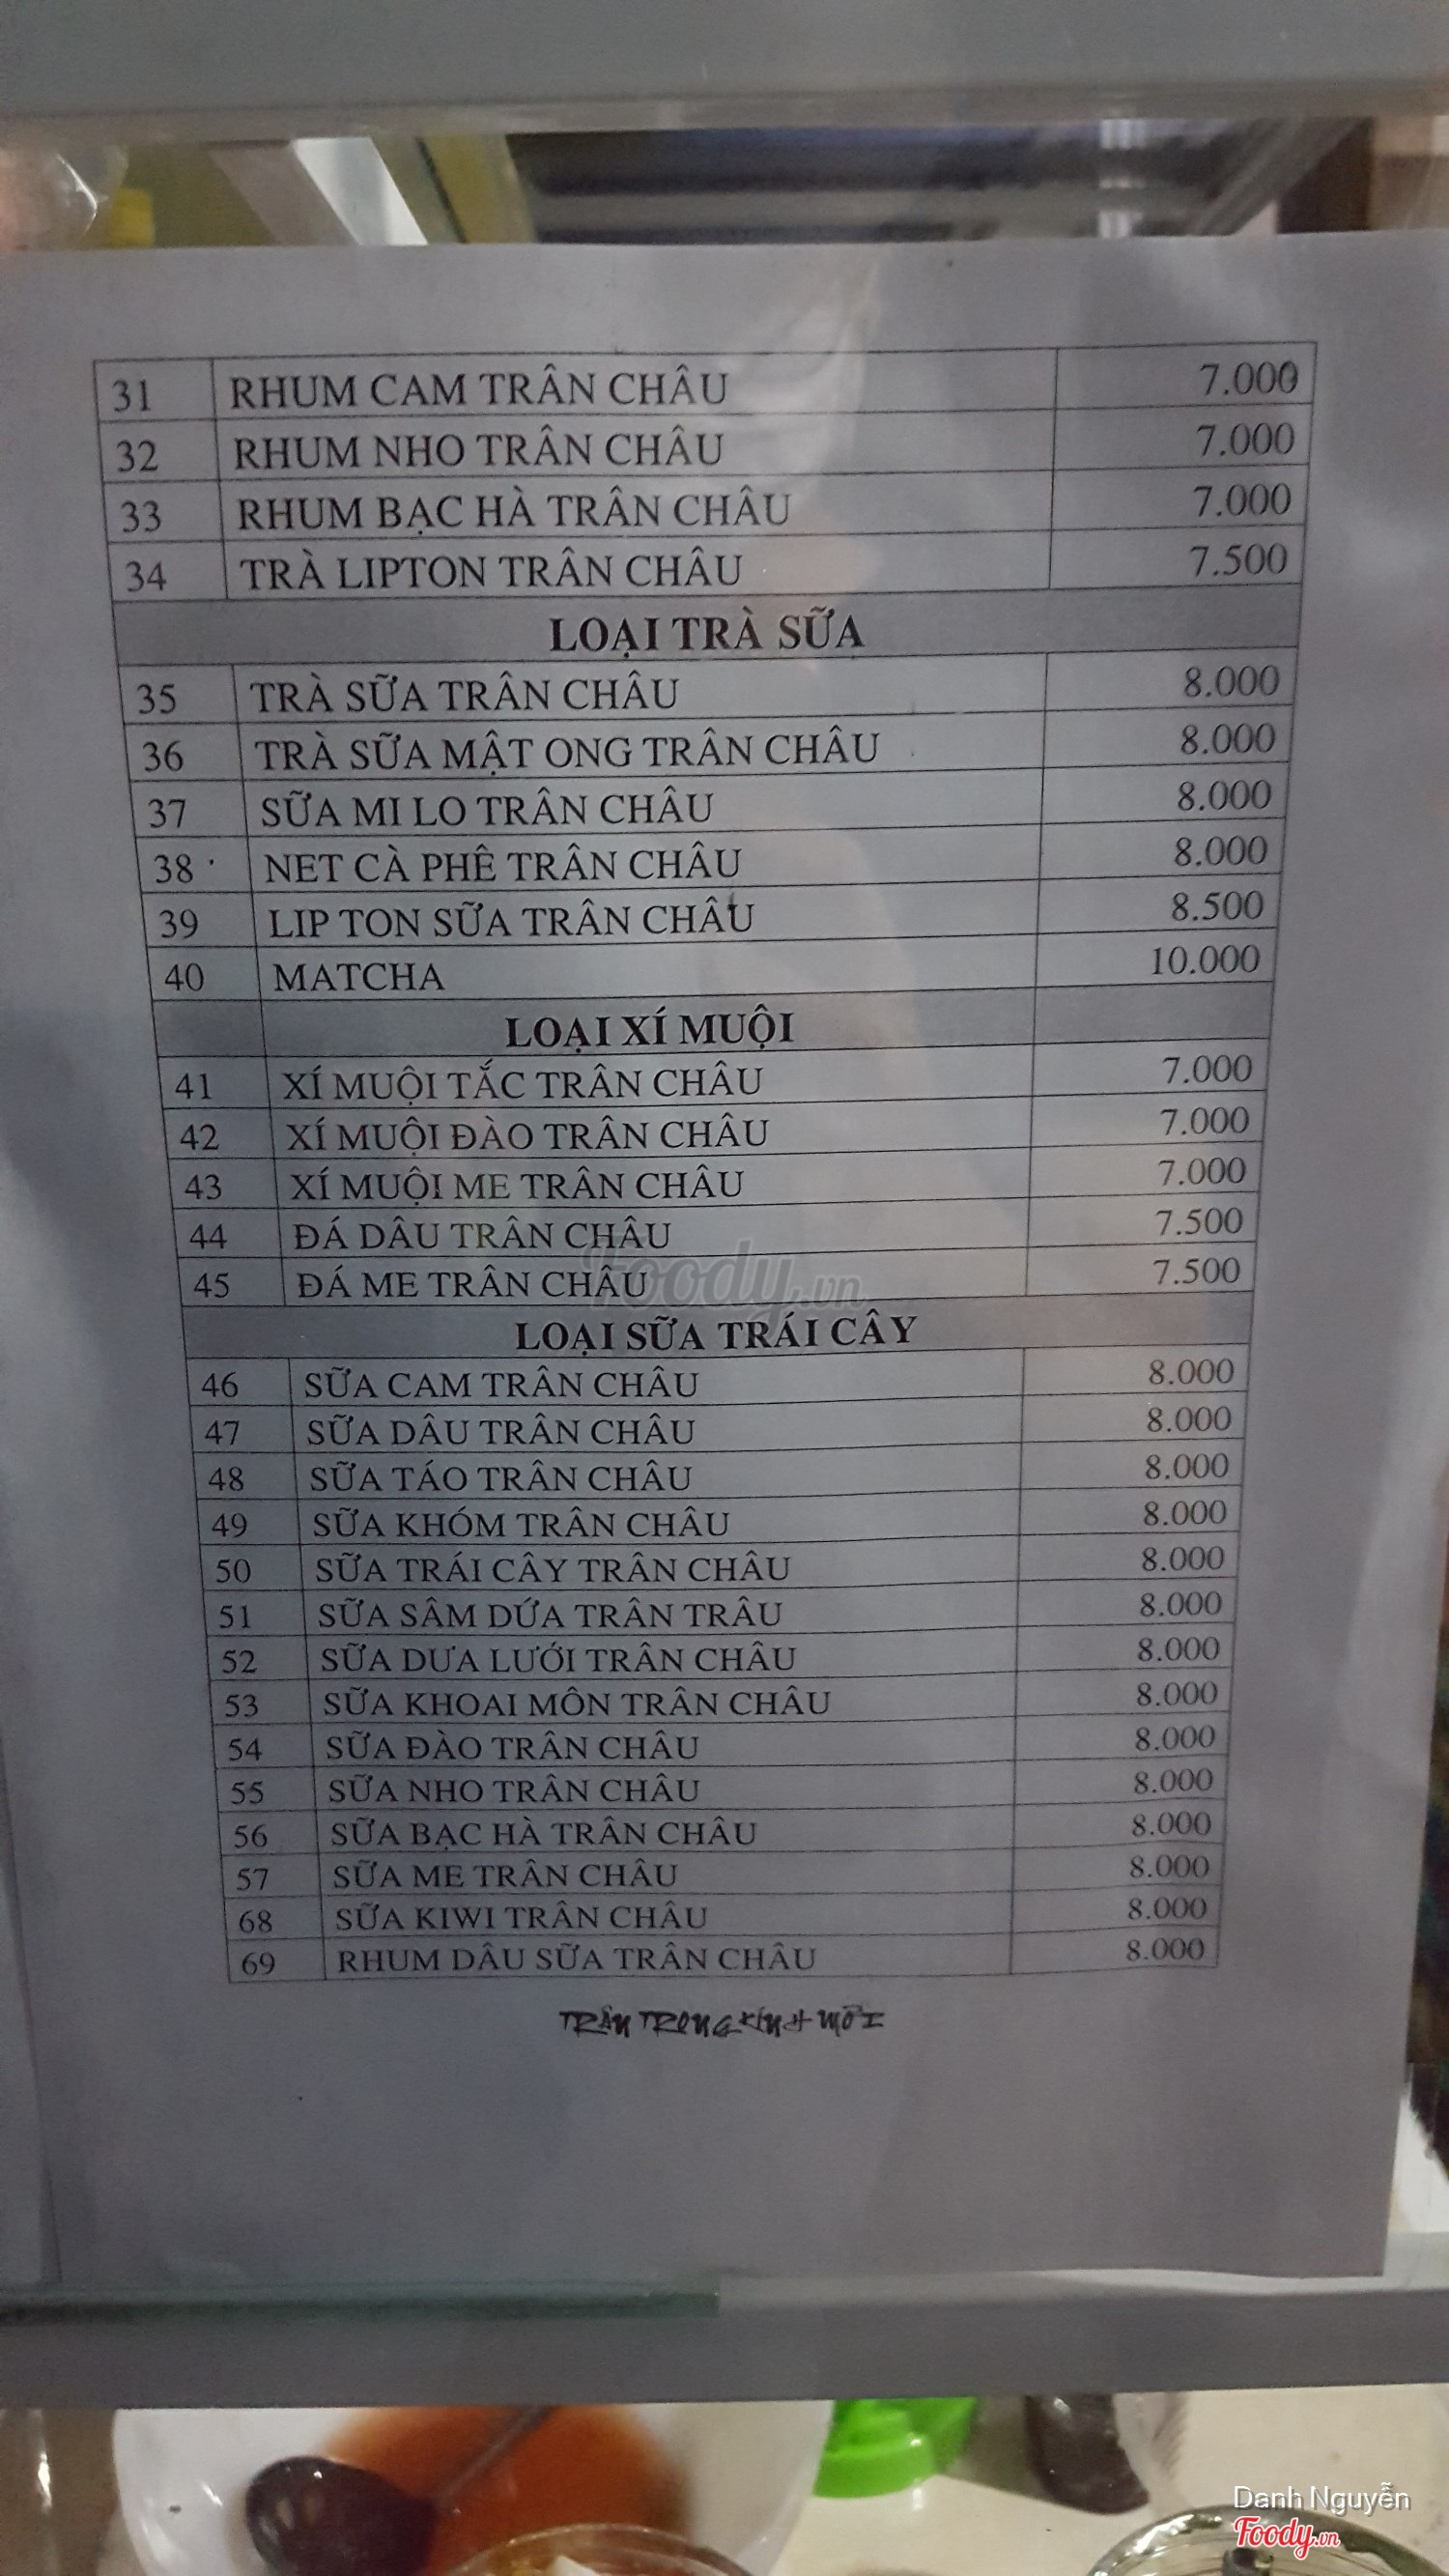 31 RHUM CAM TRÂN CHÂU 7.000
32 RHUM NHO TRÂN CHÂU 7.000
33 RHUM BẠC HÀ TRÂN CHÂU 7.000
34 TRÀ LIPTON TRÂN CHÂU 7.500
LOẠI TRÀ SỮA
35 TRÀ SỮA TRÂN CHÂU 8.000
36 TRÀ SỮA MẬT ONG TRÂN CHÂU 8.000
37 SỮA MI LO TRÂN CHÂU 8.000
38 NET CÀ PHÊ TRÂN CHÂU 8.000
39 LIP TON SỮA TRÂN CHÂU 8.500
40 MATCHA 10.000
LOẠI XÍ MUỘI
41 XÍ MUỘI TẮC TRÂN CHÂU 7.000
42 XÍ MUỘI ĐÀO TRÂN CHÂU 7.000
43 XÍ MUỘI ME TRÂN CHÂU 7.000
44 ĐÁ DÂU TRÂN CHÂU 7.500
45 ĐÁ ME TRÂN CHÂU 7.500
Foody.vn
LOẠI SỮA TRÁI CÂY
46 SỮA CAM TRÂN CHÂU 8.000
47 SỮA DÂU TRÂN CHÂU 8.000
48 SỮA TÁO TRÂN CHÂU 8.000
49 SỮA KHÓM TRÂN CHÂU 8.000
50 SỮA TRÁI CÂY TRÂN CHÂU 8.000
51 SỮA SÂM DỨA TRÂN TRÂU 8.000
52 SỮA DƯA LƯỚI TRÂN CHÂU 8.000
53 SỮA KHOAI MÔN TRÂN CHÂU 8.000
54 SỮA ĐÀO TRÂN CHÂU 8.000
55 SỮA NHO TRÂN CHÂU 8.000
56 SỮA BẠC HÀ TRÂN CHÂU 8.000
57 SỮA ME TRÂN CHÂU 8.000
68 SỮA KIWI TRÂN CHÂU 8.000
69 RHUM DÂU SỮA TRÂN CHÂU 8.000
TRÂN TRỌNG KÍNH MỜI
Danh Nguyễn
Foody.vn